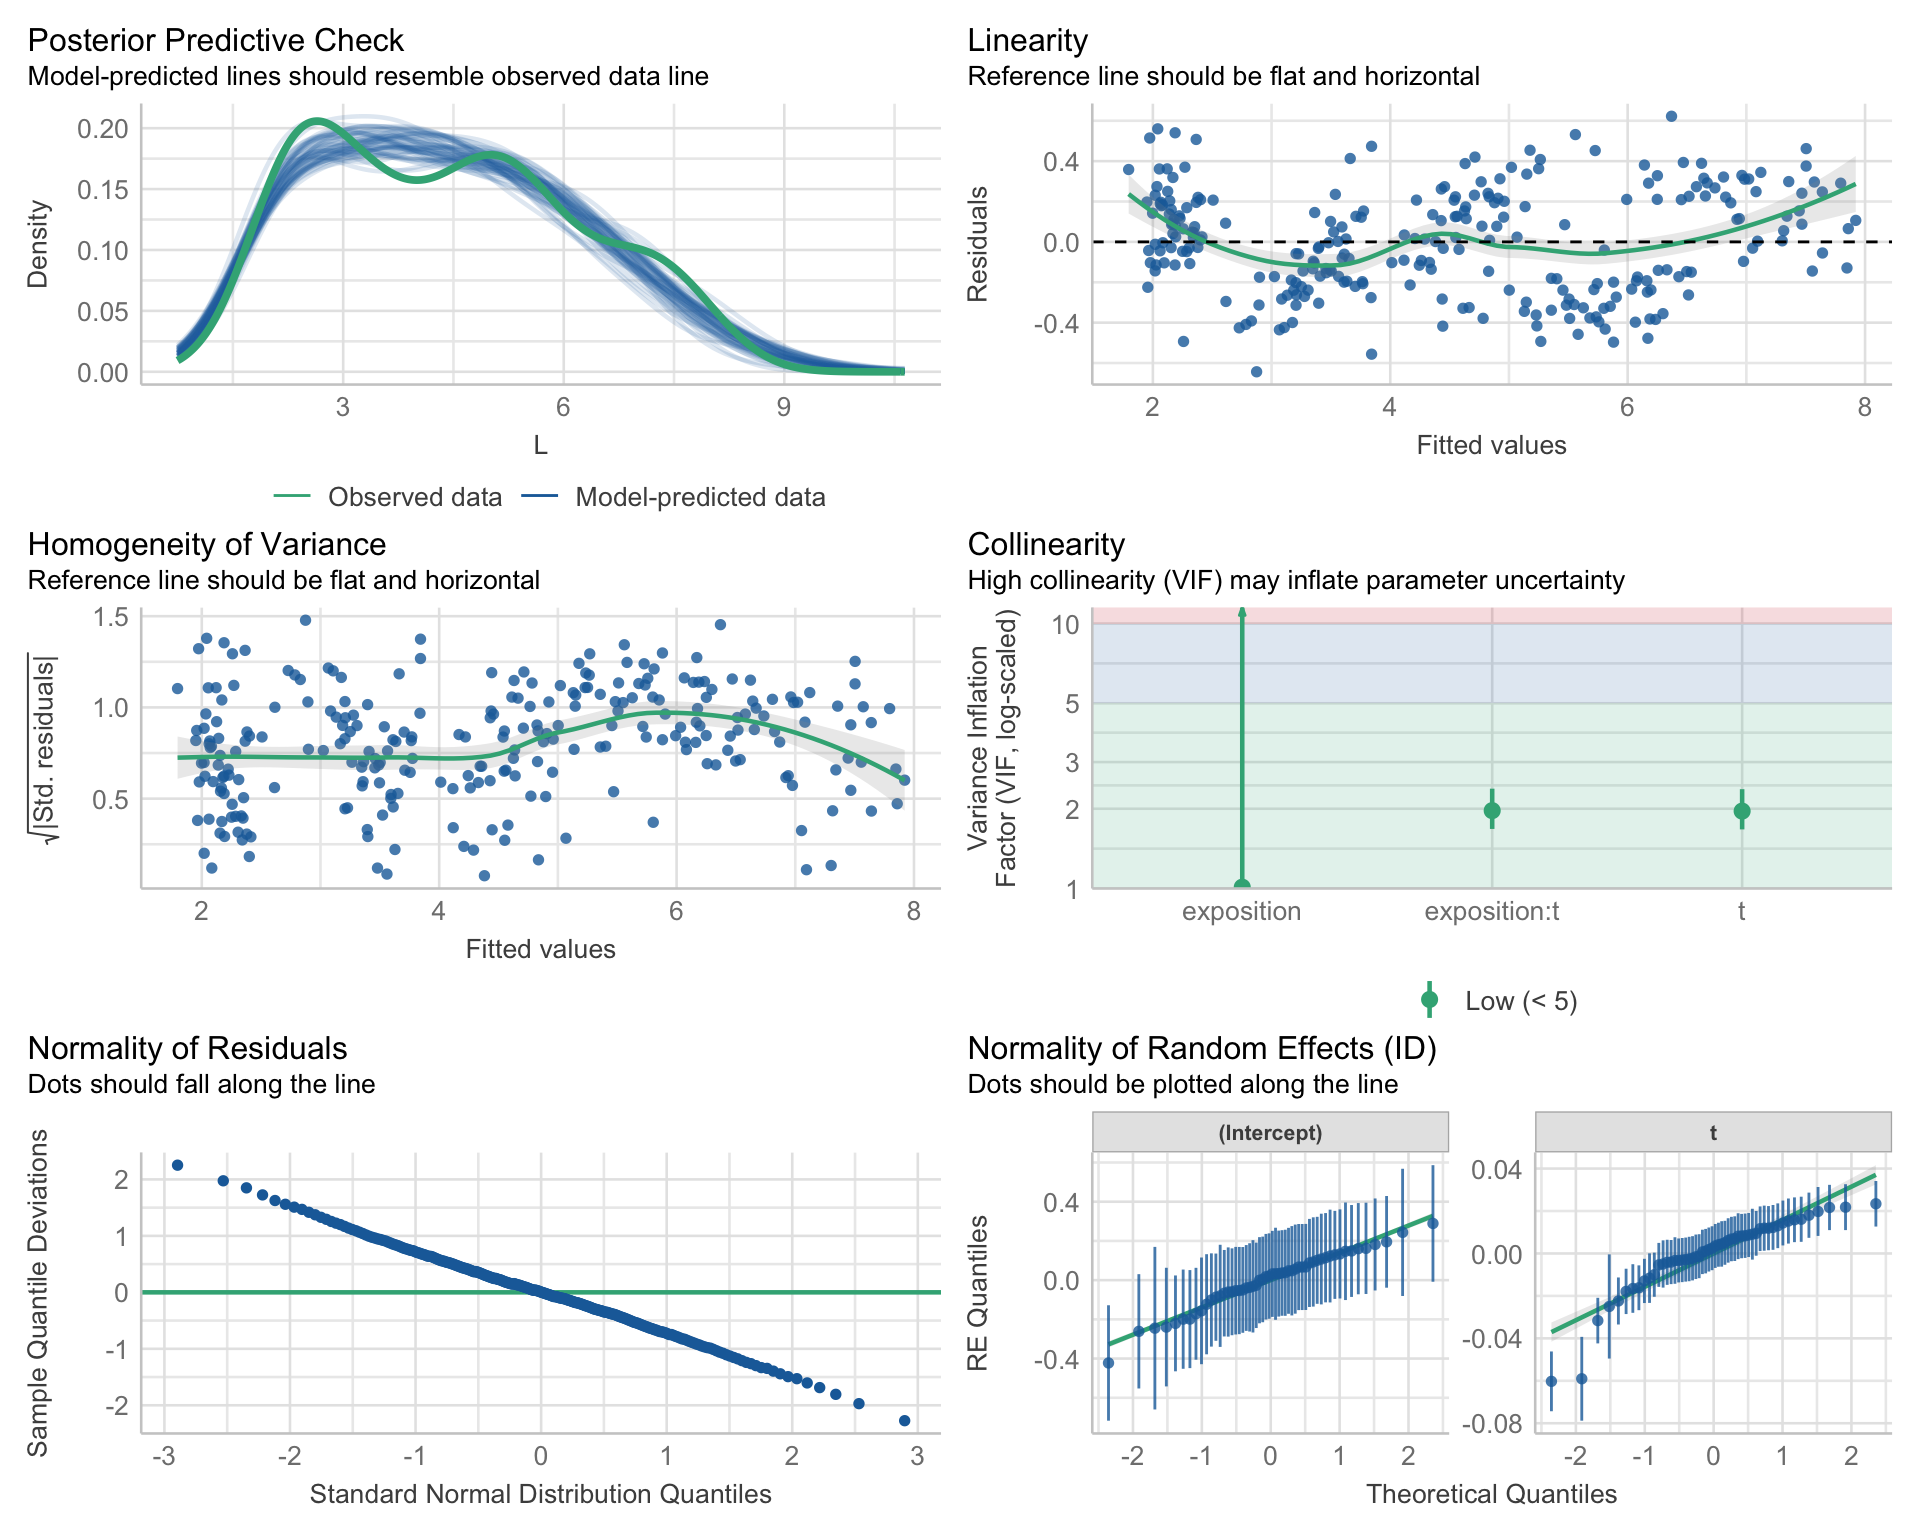 Posterior Predictive Check
Model-predicted lines should resemble observed data line
Density
0.20
0.15
0.10
0.05
0.00
3
6
9
L
Observed data
Model-predicted data
Linearity
Reference line should be flat and horizontal
Residuals
0.4
0.0
-0.4
2
4
6
8
Fitted values
Homogeneity of Variance
Reference line should be flat and horizontal
√|Std. residuals|
1.5
1.0
0.5
2
4
6
8
Fitted values
Collinearity
High collinearity (VIF) may inflate parameter uncertainty
Variance Inflation
Factor (VIF, log-scaled)
10
5
3
2
1
exposition
exposition:t
t
Low (< 5)
Normality of Residuals
Dots should fall along the line
Sample Quantile Deviations
2
1
0
-1
-2
-3
-2
-1
0
1
2
3
Standard Normal Distribution Quantiles
Normality of Random Effects (ID)
Dots should be plotted along the line
RE Quantiles
(Intercept)
0.4
0.0
-0.4
-2
-1
0
1
2
t
0.04
0.00
-0.04
-0.08
-2
-1
0
1
2
Theoretical Quantiles